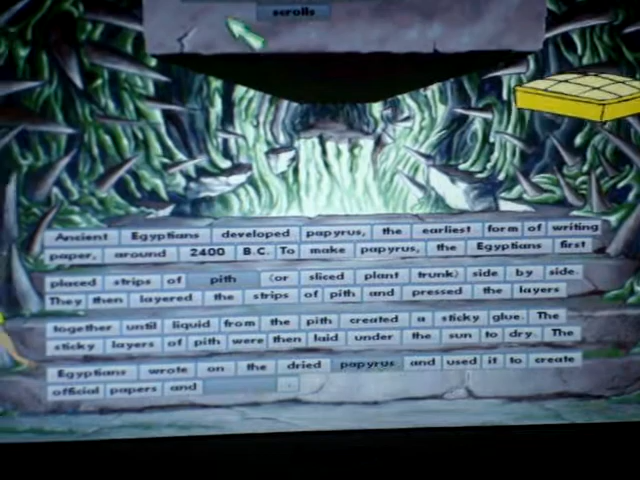 scrolls
Ancient Egyptians developed papyrus, the earliest form of writing
paper, around 2400 B.C. To make papyrus, the Egyptians first
placed strips of pith (or sliced plant trunk) side by side.
They then layered the strips of pith and pressed the layers
together until liquid from the pith created a sticky glue. The
sticky layers of pith were then laid under the sun to dry. The
Egyptians wrote on the dried papyrus and used it to create
official papers and .